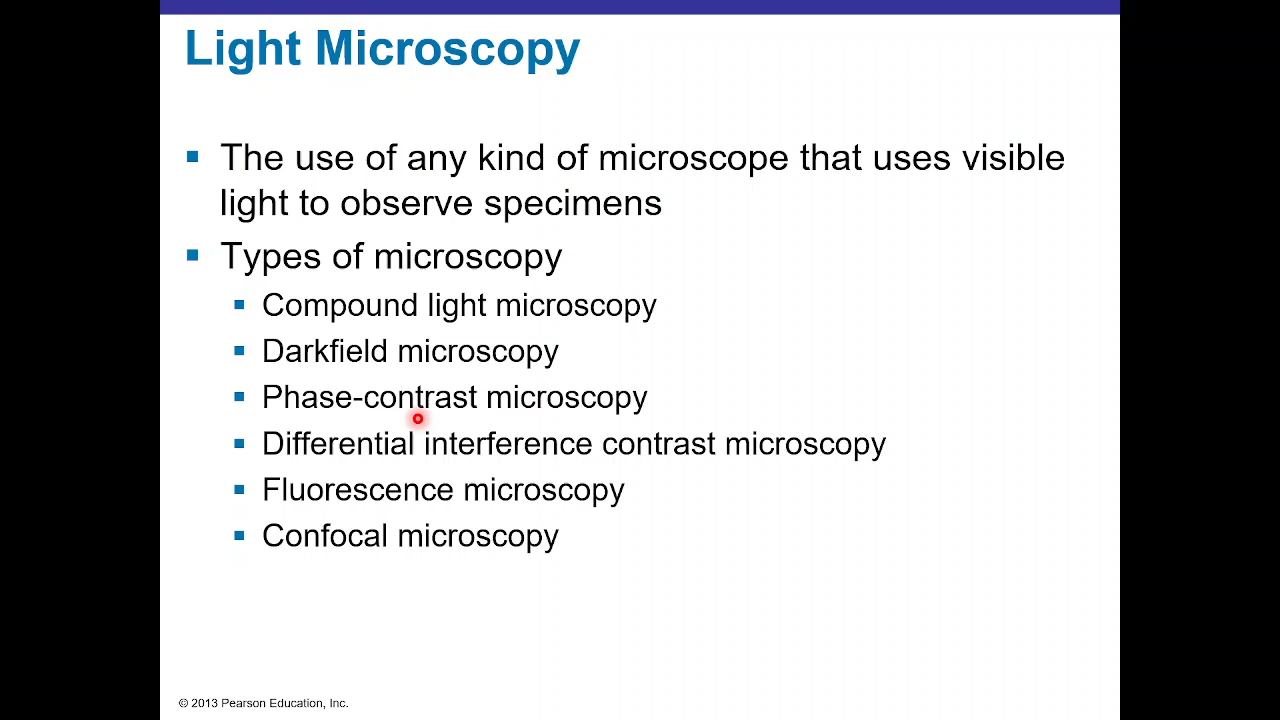 Light Microscopy
The use of any kind of microscope that uses visible
light to observe specimens
Types of microscopy
Compound light microscopy
Darkfield microscopy
Phase-contrast microscopy
Differential interference contrast microscopy
Fluorescence microscopy
Confocal microscopy
© 2013 Pearson Education, Inc.